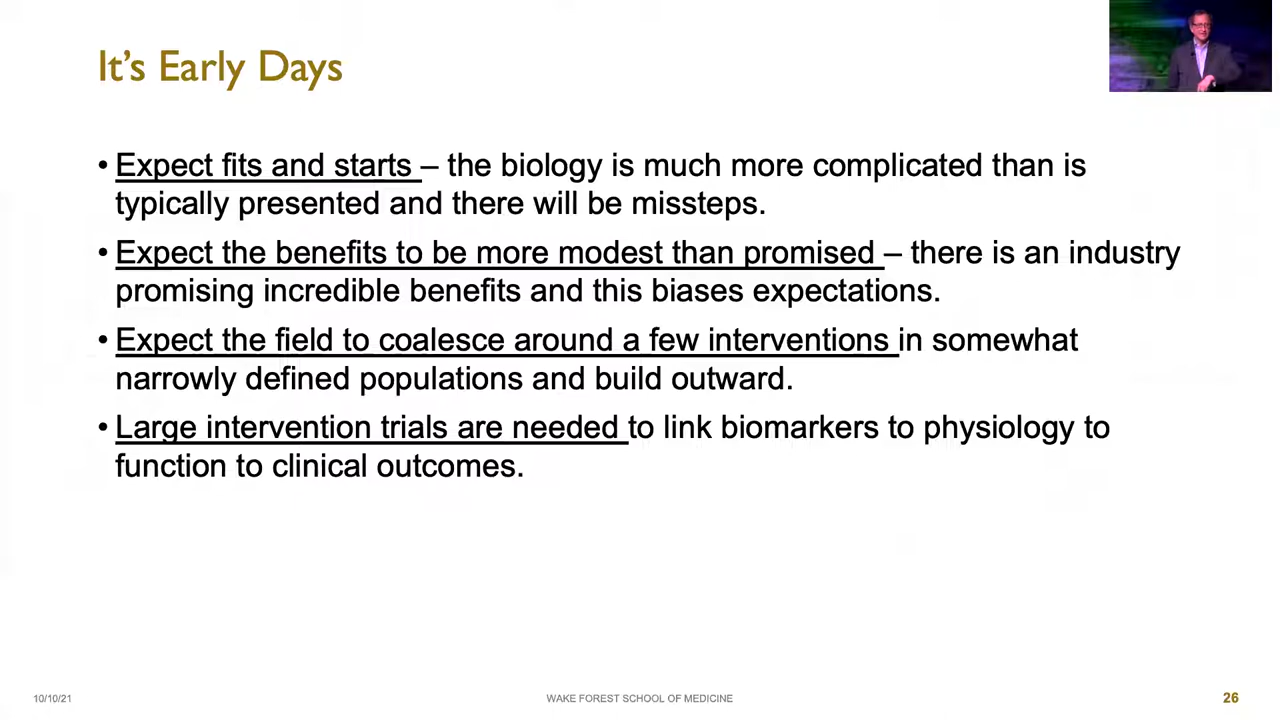 It’s Early Days
• Expect fits and starts – the biology is much more complicated than is
typically presented and there will be missteps.
• Expect the benefits to be more modest than promised – there is an industry
promising incredible benefits and this biases expectations.
• Expect the field to coalesce around a few interventions in somewhat
narrowly defined populations and build outward.
• Large intervention trials are needed to link biomarkers to physiology to
function to clinical outcomes.
10/10/21
WAKE FOREST SCHOOL OF MEDICINE
26